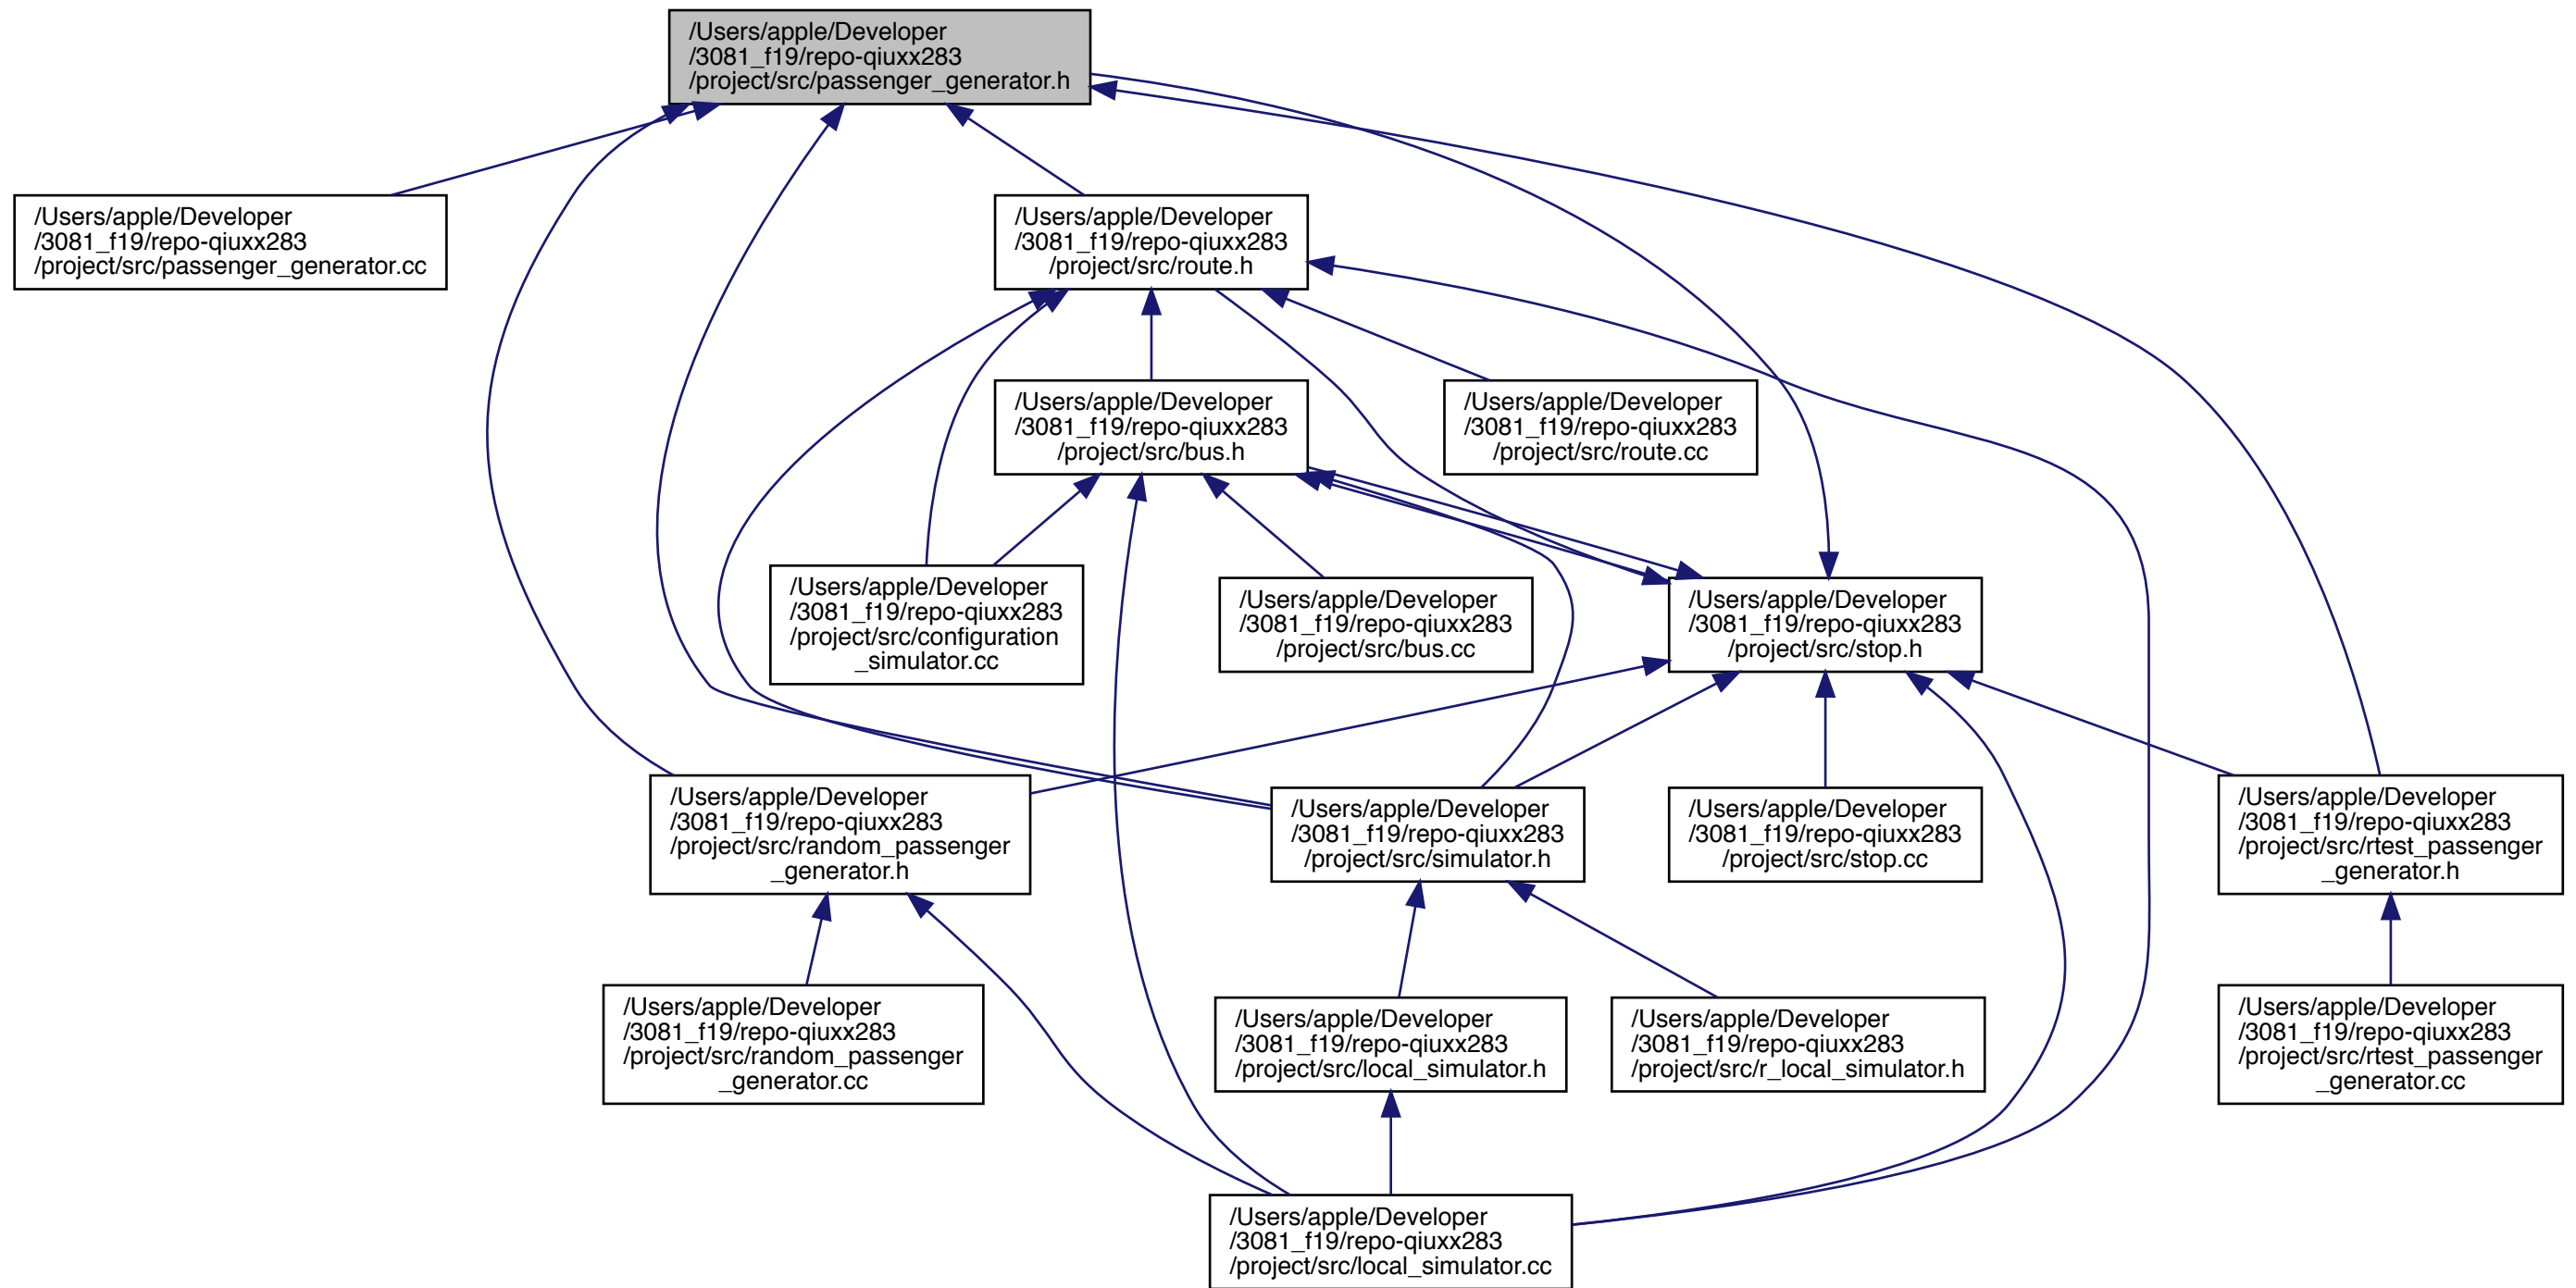 /Users/apple/Developer
/3081_f19/repo-qiuxx283
/project/src/passenger_generator.h
/Users/apple/Developer
/3081_f19/repo-qiuxx283
/project/src/passenger_generator.cc
/Users/apple/Developer
/3081_f19/repo-qiuxx283
/project/src/route.h
/Users/apple/Developer
/3081_f19/repo-qiuxx283
/project/src/bus.h
/Users/apple/Developer
/3081_f19/repo-qiuxx283
/project/src/route.cc
/Users/apple/Developer
/3081_f19/repo-qiuxx283
/project/src/configuration
_simulator.cc
/Users/apple/Developer
/3081_f19/repo-qiuxx283
/project/src/bus.cc
/Users/apple/Developer
/3081_f19/repo-qiuxx283
/project/src/stop.h
/Users/apple/Developer
/3081_f19/repo-qiuxx283
/project/src/random_passenger
_generator.h
/Users/apple/Developer
/3081_f19/repo-qiuxx283
/project/src/simulator.h
/Users/apple/Developer
/3081_f19/repo-qiuxx283
/project/src/stop.cc
/Users/apple/Developer
/3081_f19/repo-qiuxx283
/project/src/rtest_passenger
_generator.h
/Users/apple/Developer
/3081_f19/repo-qiuxx283
/project/src/random_passenger
_generator.cc
/Users/apple/Developer
/3081_f19/repo-qiuxx283
/project/src/local_simulator.h
/Users/apple/Developer
/3081_f19/repo-qiuxx283
/project/src/r_local_simulator.h
/Users/apple/Developer
/3081_f19/repo-qiuxx283
/project/src/rtest_passenger
_generator.cc
/Users/apple/Developer
/3081_f19/repo-qiuxx283
/project/src/local_simulator.cc